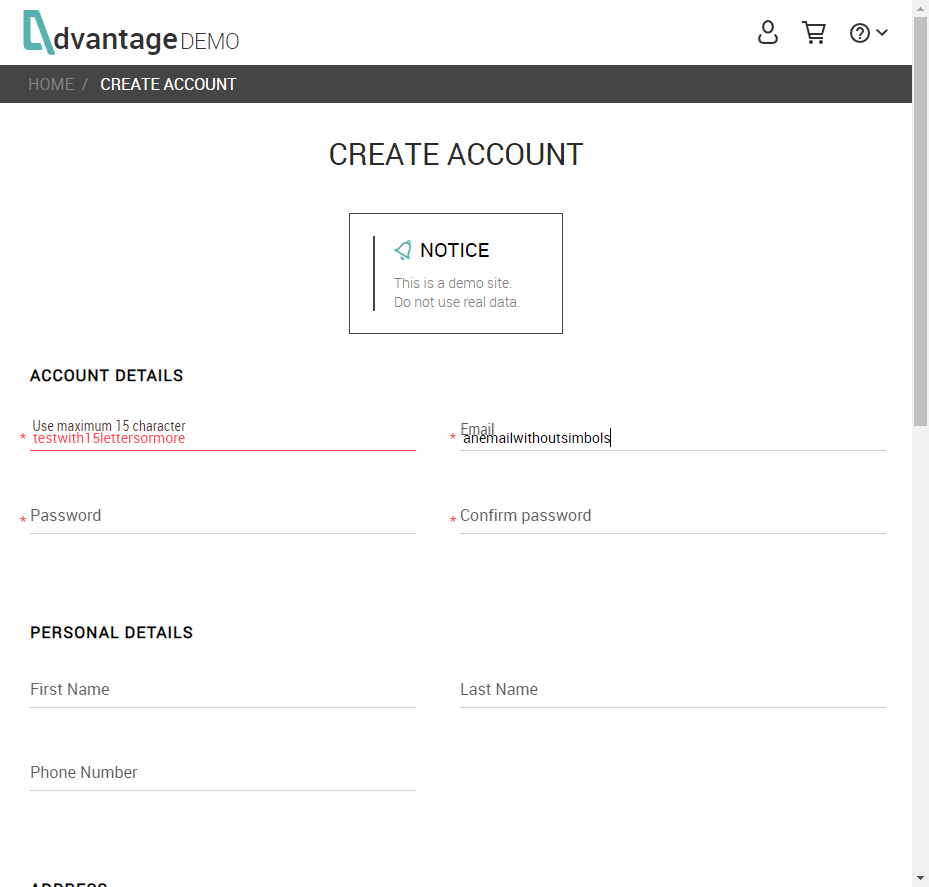 dvantage DEMO
HOME / CREATE ACCOUNT
CREATE ACCOUNT
NOTICE
This is a demo site.
Do not use real data.
ACCOUNT DETAILS
Use maximum 15 character
* testwith15lettersormore
Email
* anemailwithoutsimbols
* Password
* Confirm password
PERSONAL DETAILS
First Name
Last Name
Phone Number
ADDRESS